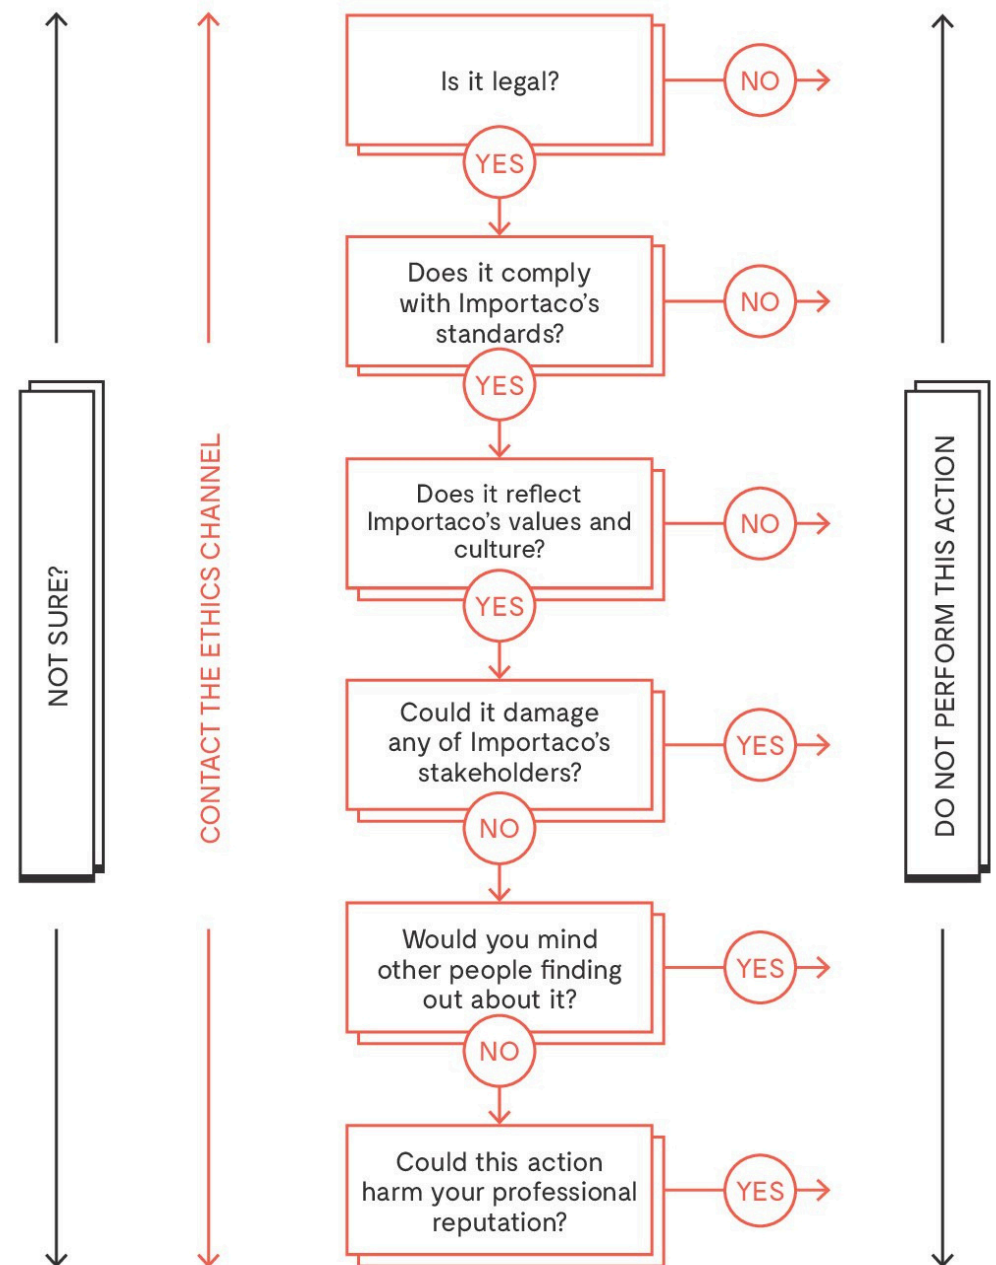 Is it legal?
NO
YES
Does it comply
with Importaco's
standards?
NO
YES
Does it reflect
Importaco's values and
culture?
NO
YES
Could it damage
any of Importaco's
stakeholders?
YES
NO
Would you mind
other people finding
out about it?
YES
NO
Could this action
harm your professional
reputation?
YES
NOT SURE?
CONTACT THE ETHICS CHANNEL
DO NOT PERFORM THIS ACTION